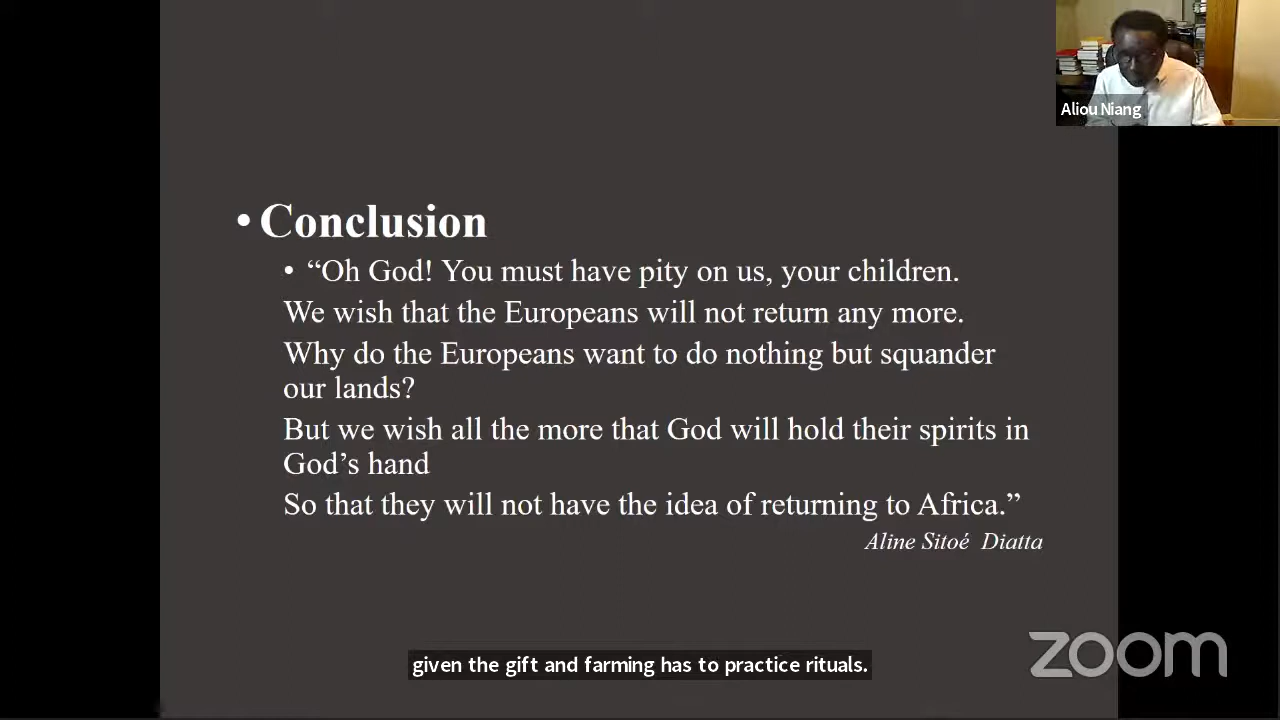 Aliou Niang
• Conclusion
• “Oh God! You must have pity on us, your children.
We wish that the Europeans will not return any more.
Why do the Europeans want to do nothing but squander
our lands?
But we wish all the more that God will hold their spirits in
God’s hand
So that they will not have the idea of returning to Africa.”
Aline Sitoé Diatta
given the gift and farming has to practice rituals.
zoom